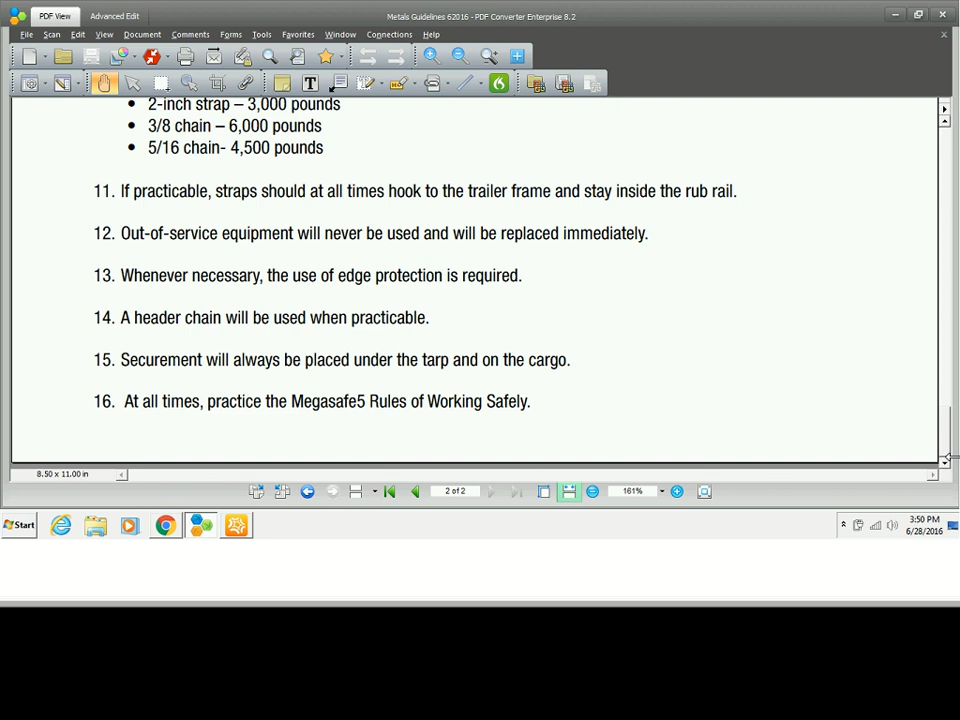 PDF View
Advanced Edit
Metals Guidelines 62016 - PDF Converter Enterprise 8.2
File Scan Edit View Document Comments Forms Tools Favorites Window Connections Help
• 2-inch strap – 3,000 pounds
• 3/8 chain – 6,000 pounds
• 5/16 chain- 4,500 pounds
11. If practicable, straps should at all times hook to the trailer frame and stay inside the rub rail.
12. Out-of-service equipment will never be used and will be replaced immediately.
13. Whenever necessary, the use of edge protection is required.
14. A header chain will be used when practicable.
15. Securement will always be placed under the tarp and on the cargo.
16. At all times, practice the Megasafe5 Rules of Working Safely.
8.50 x 11.00 in
2 of 2
161%
Start
3:50 PM
6/28/2016